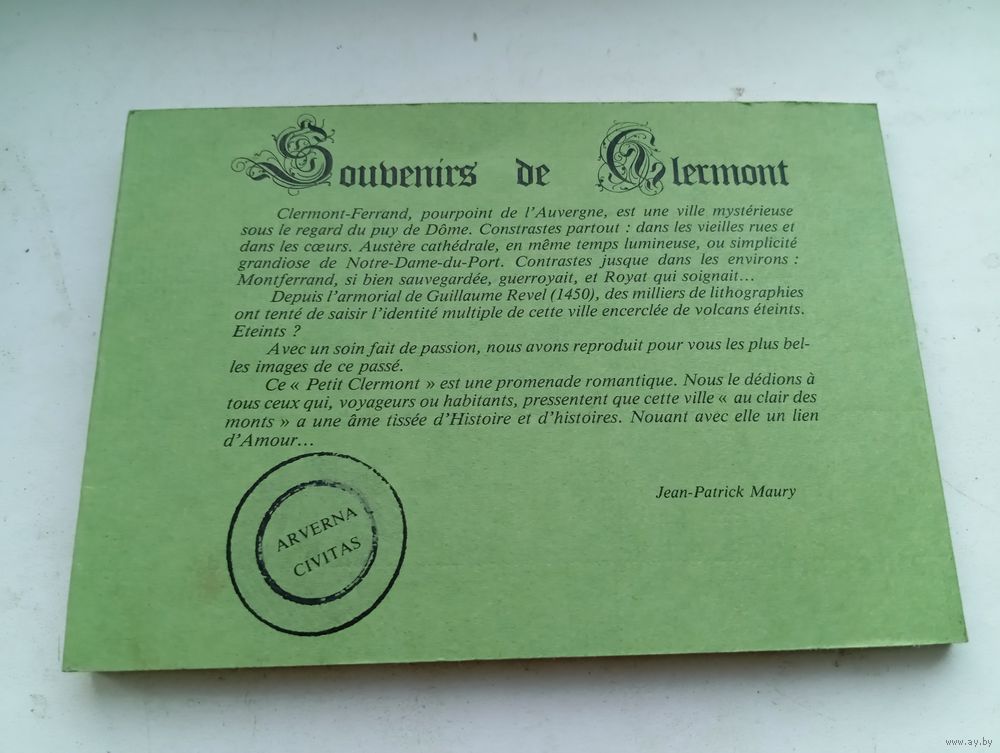 Souvenirs de Clermont
Clermont-Ferrand, pourpoint de l'Auvergne, est une ville mystérieuse
sous le regard du puy de Dôme. Constrastes partout : dans les vieilles rues et
dans les cœurs. Austère cathédrale, en même temps lumineuse, ou simplicité
grandiose de Notre-Dame-du-Port. Contrastes jusque dans les environs :
Montferrand, si bien sauvegardée, guerroyait, et Royat qui soignait...
Depuis l'armorial de Guillaume Revel (1450), des milliers de lithographies
ont tenté de saisir l'identité multiple de cette ville encerclée de volcans éteints.
Eteints ?
Avec un soin fait de passion, nous avons reproduit pour vous les plus bel-
les images de ce passé.
Ce « Petit Clermont » est une promenade romantique. Nous le dédions à
tous ceux qui, voyageurs ou habitants, pressentent que cette ville « au clair des
monts » a une âme tissée d'Histoire et d'histoires. Nouant avec elle un lien
d'Amour...
Jean-Patrick Maury
ARVERNA
CIVITAS
www.ay.by